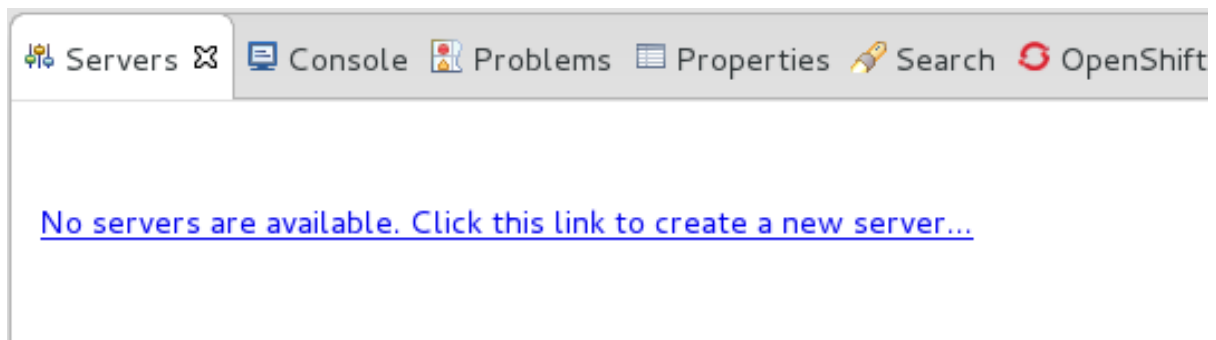 Servers Console Problems Properties Search OpenShift
No servers are available. Click this link to create a new server...